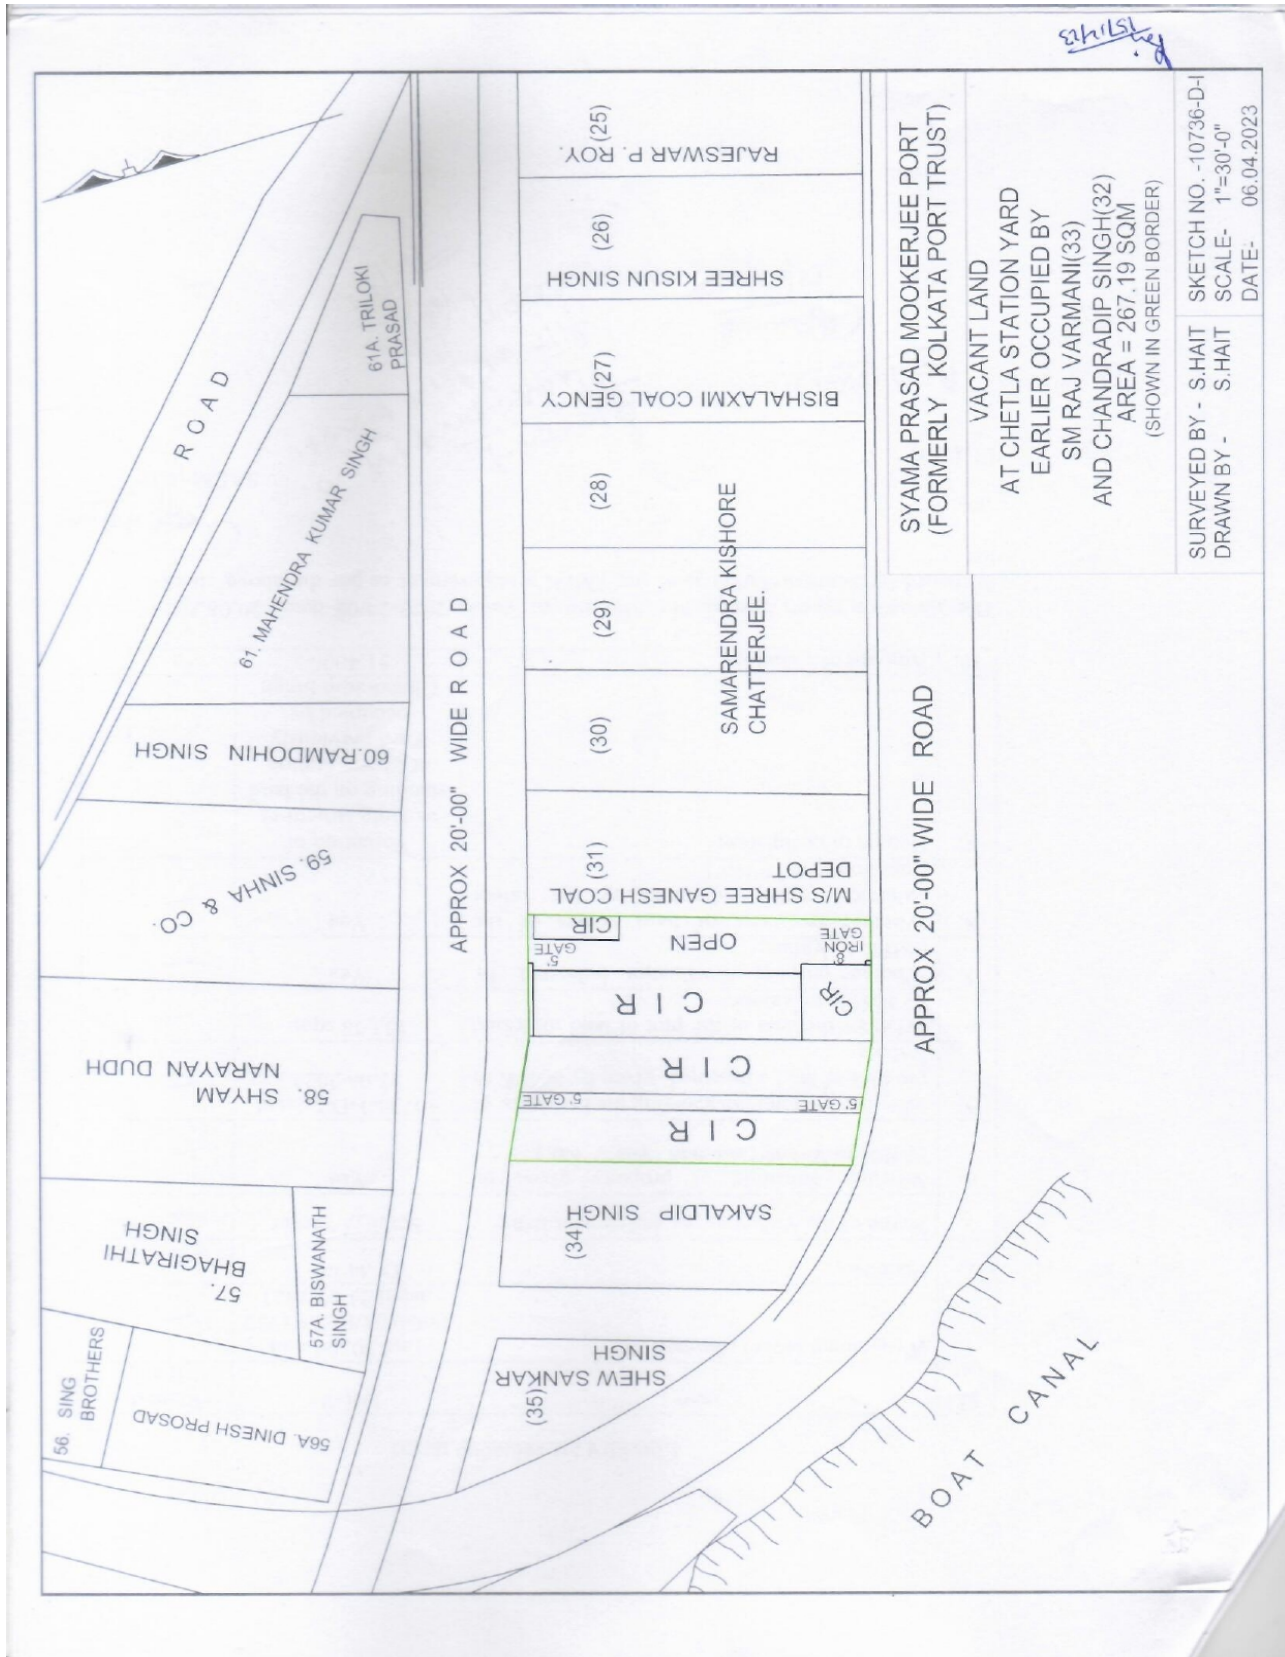 SYAMA PRASAD MOOKERJEE PORT
(FORMERLY KOLKATA PORT TRUST)
VACANT LAND
AT CHETLA STATION YARD
EARLIER OCCUPIED BY
SM RAJ VARMANI(33)
AND CHANDRADIP SINGH(32)
AREA = 267.19 SQM
(SHOWN IN GREEN BORDER)
SURVEYED BY - S.HAIT
DRAWN BY - S.HAIT
SKETCH NO. -10736-D-I
SCALE- 1"=30'-0"
DATE- 06.04.2023
ROAD
61A. TRILOKI
PRASAD
61. MAHENDRA KUMAR SINGH
60.RAMDOHIN SINGH
59. SINHA & CO.
58. SHYAM
NARAYAN DUDH
57.
BHAGIRATHI
SINGH
57A. BISWANATH
SINGH
56. SING
BROTHERS
56A. DINESH PROSAD
APPROX 20'-00" WIDE ROAD
(25)
RAJESWAR P. ROY.
(26)
SHREE KISUN SINGH
(27)
BISHALAXMI COAL GENCY
(28)
(29)
SAMARENDRA KISHORE
CHATTERJEE.
(30)
(31)
M/S SHREE GANESH COAL
DEPOT
CIR
5'
GATE
OPEN
8'
IRON
GATE
CIR
CIR
CIR
5' GATE
5' GATE
CIR
(34)
SAKALDIP SINGH
(35)
SHEW SANKAR
SINGH
APPROX 20'-00" WIDE ROAD
BOAT CANAL